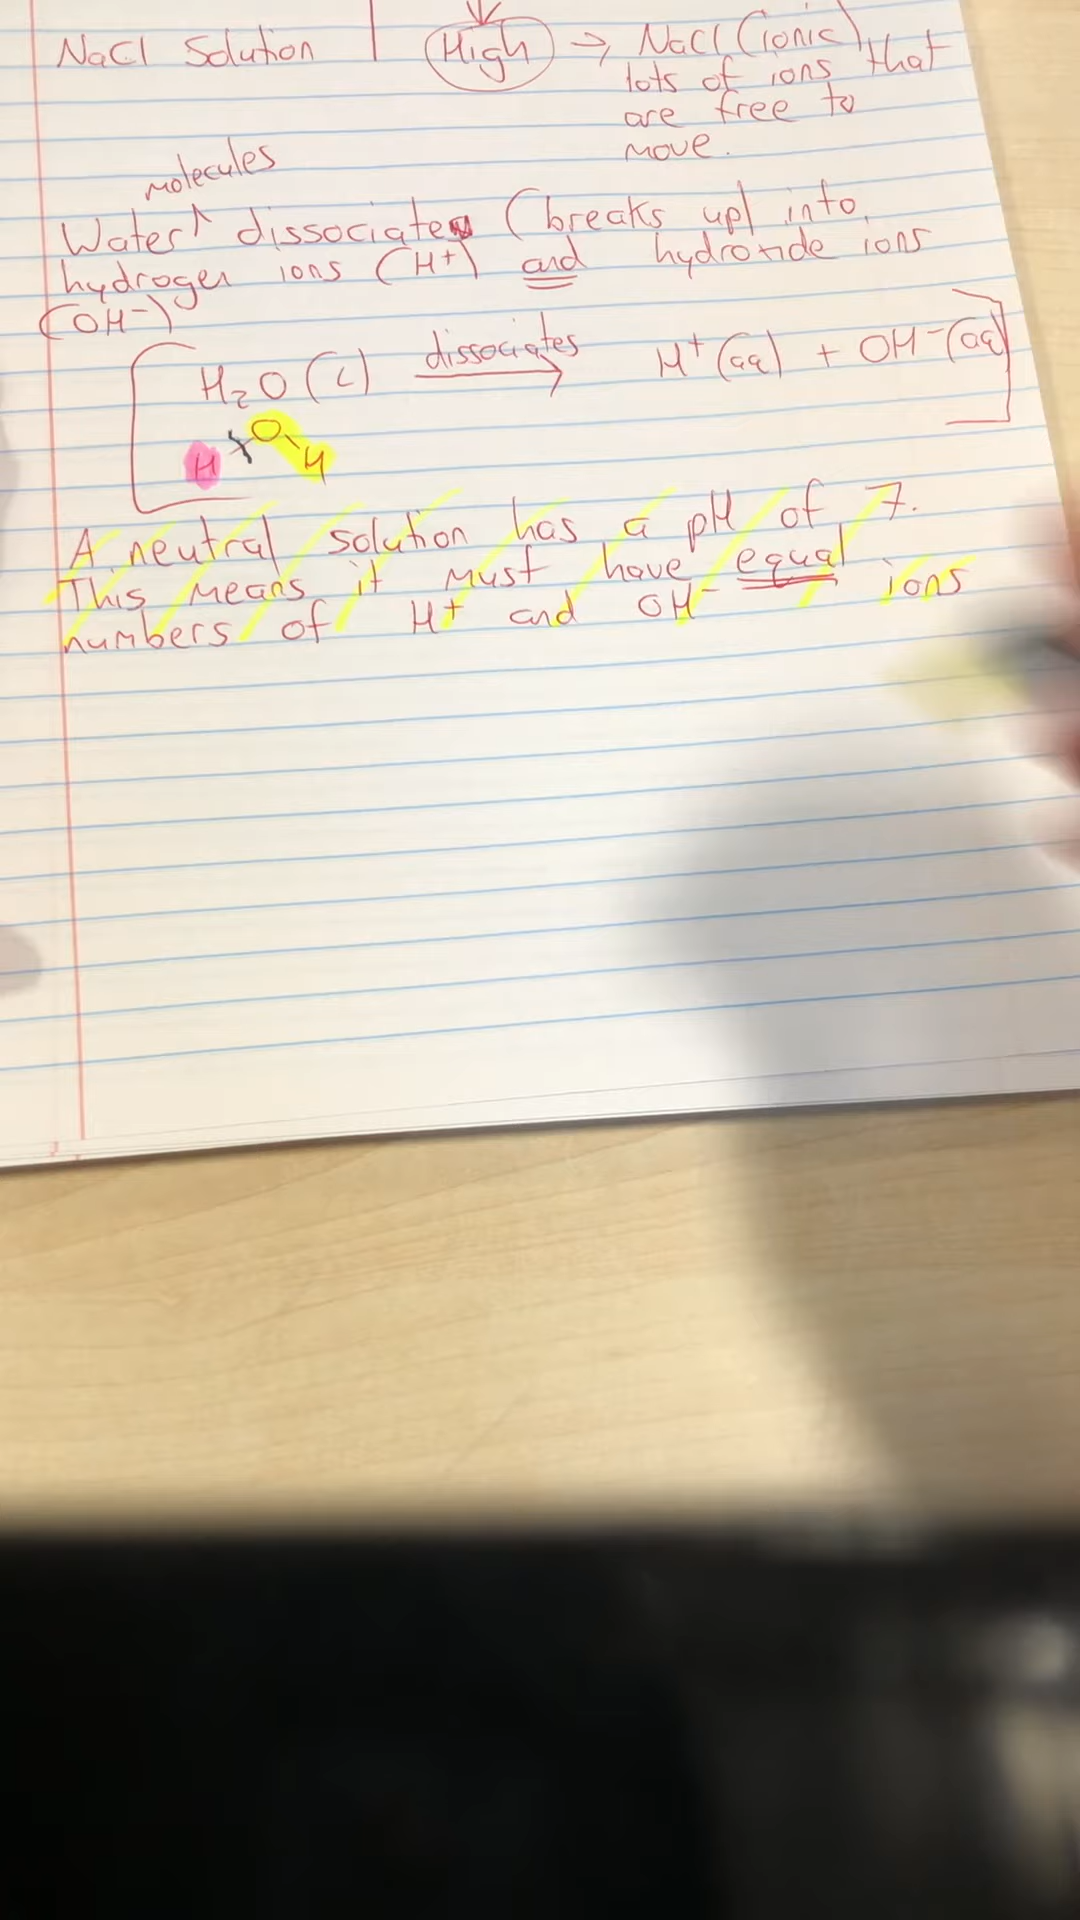 NaCl Solution
High → NaCl (ionic)
lots of ions that
are free to
move.
molecules
Water ^ dissociate (breaks up) into
hydrogen ions (H+) and hydroxide ions
(OH-)
H₂O (L) dissociates → H⁺ (aq) + OH⁻ (aq)
H O H
A neutral solution has a pH of 7.
This means it must have equal
numbers of H+ and OH- ions